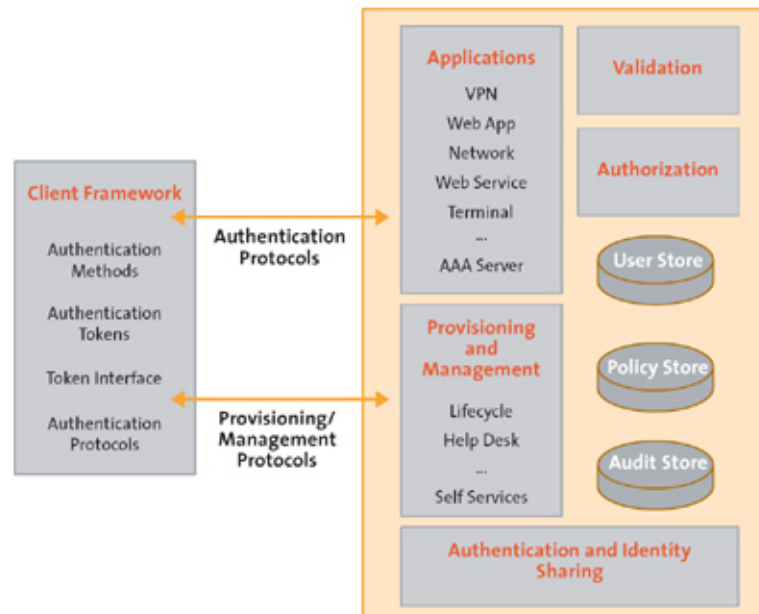 Client Framework
Authentication
Methods
Authentication
Tokens
Token Interface
Authentication
Protocols
Authentication
Protocols
Provisioning/
Management
Protocols
Applications
VPN
Web App
Network
Web Service
Terminal
...
AAA Server
Provisioning
and
Management
Lifecycle
Help Desk
...
Self Services
Validation
Authorization
User Store
Policy Store
Audit Store
Authentication and Identity
Sharing